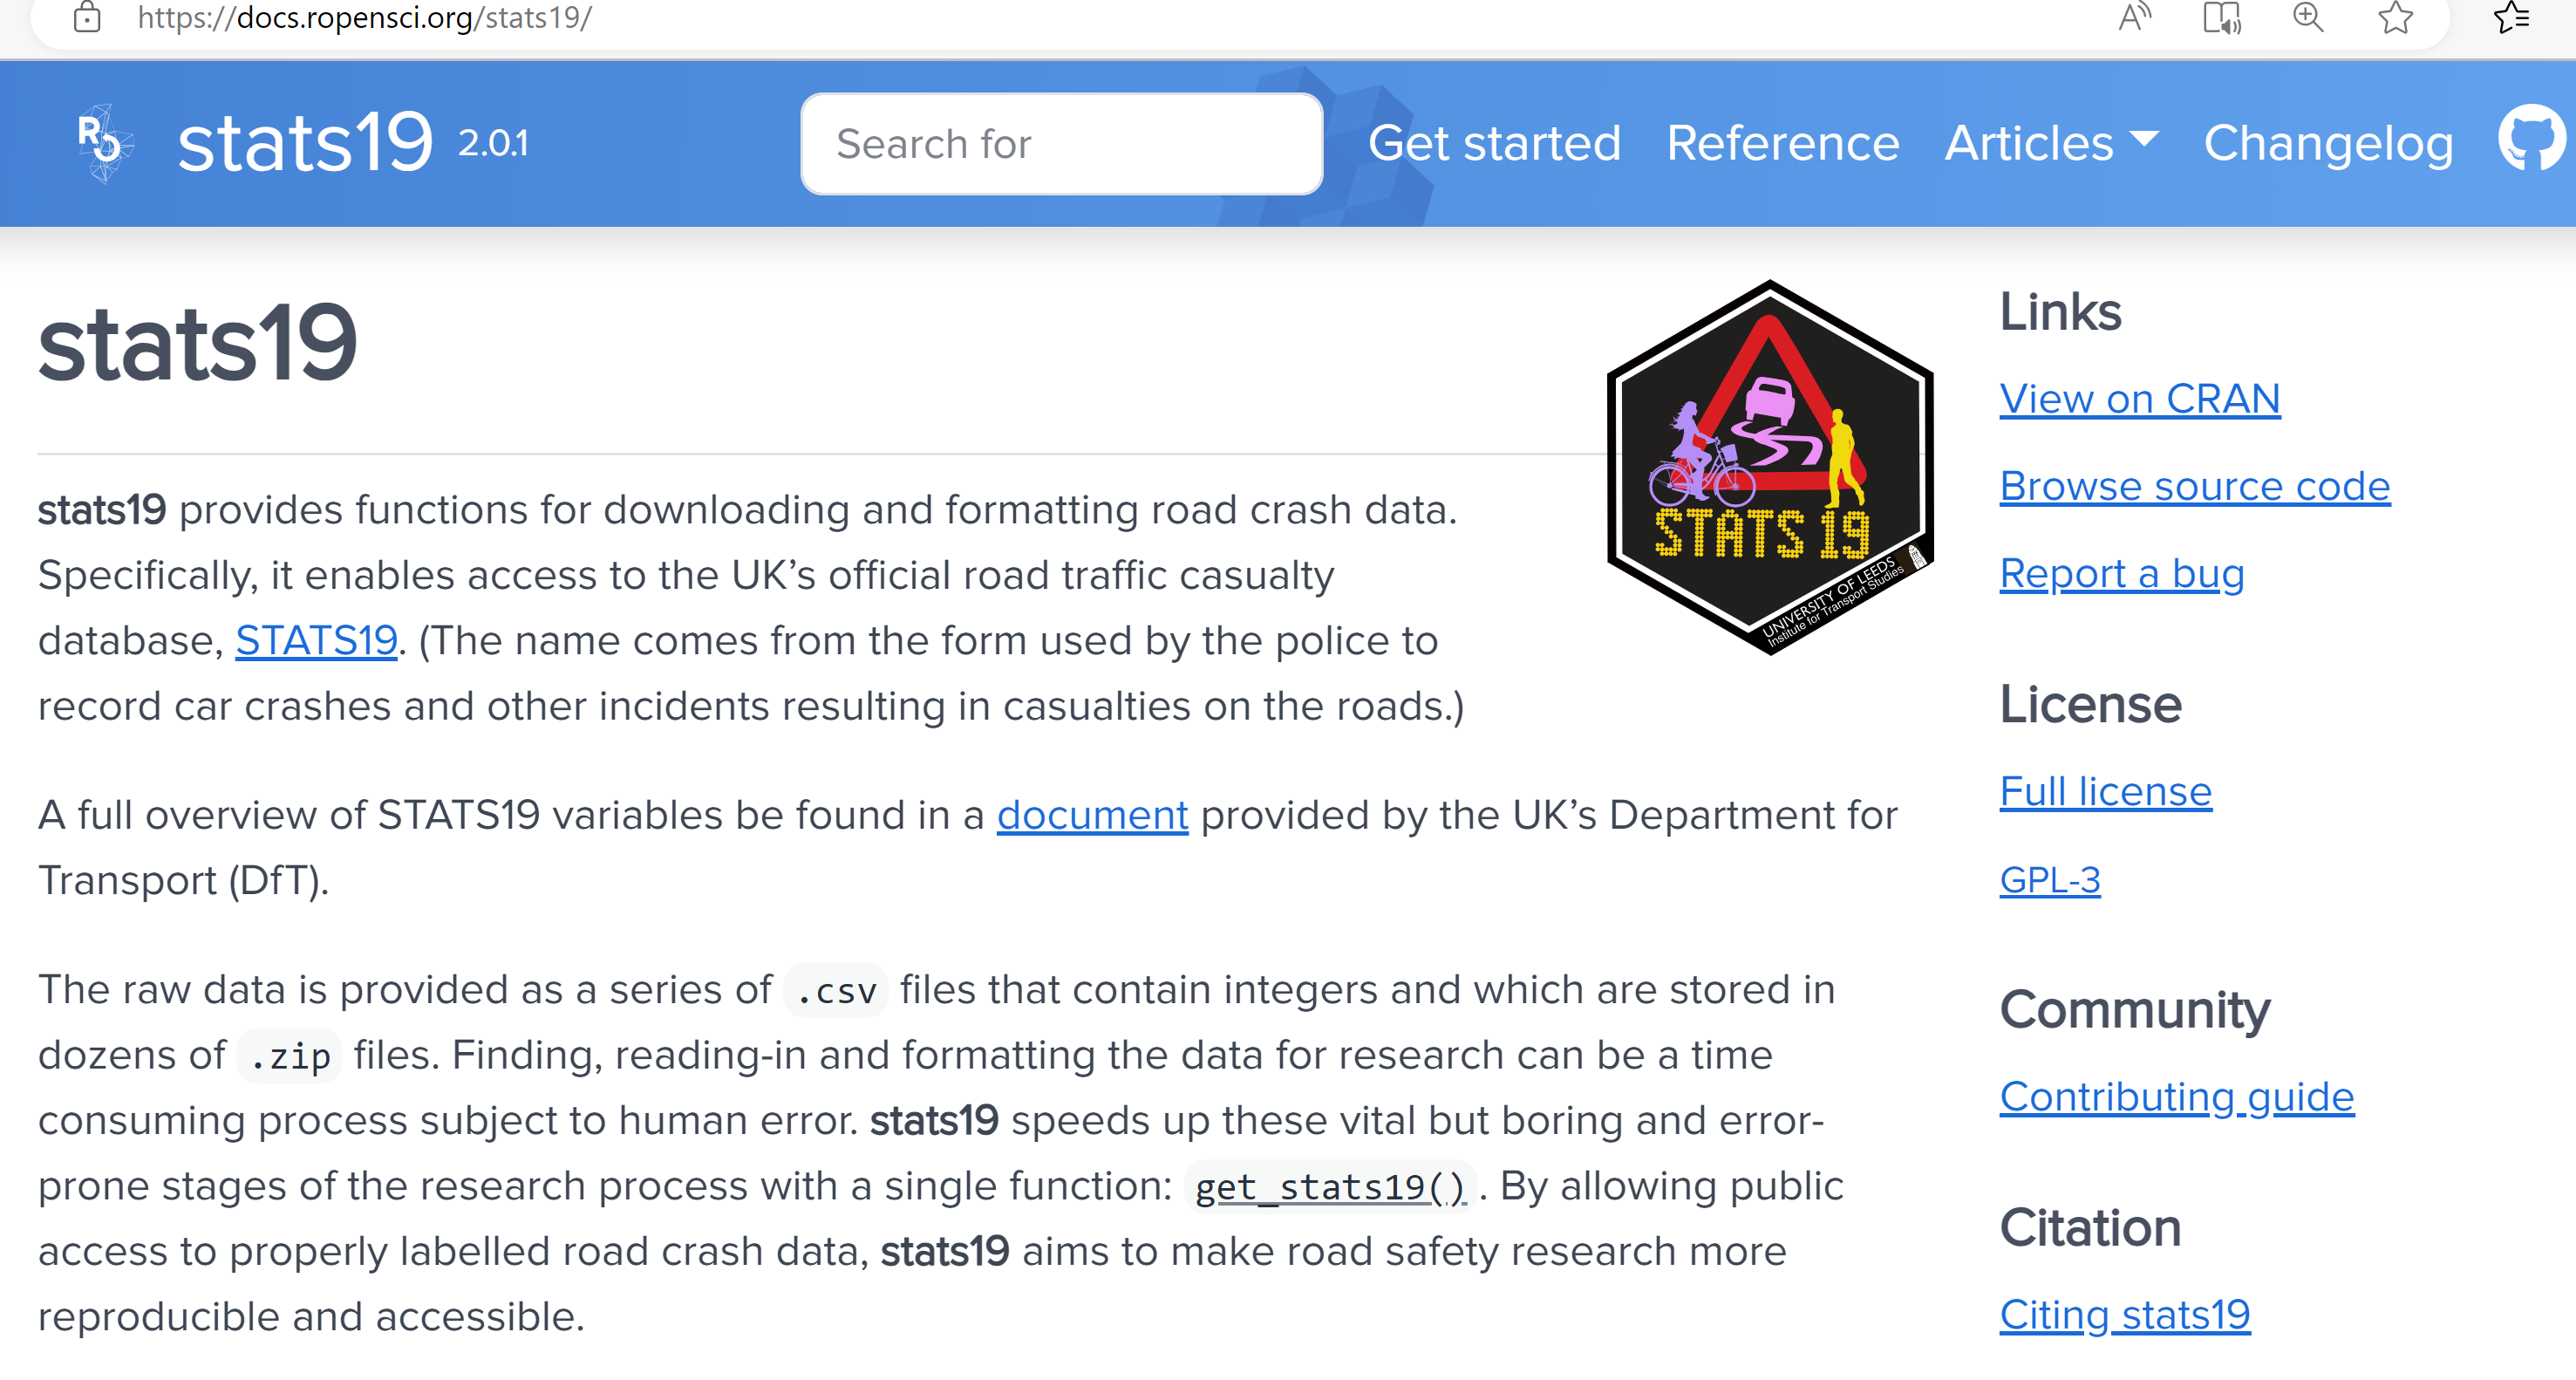 https://docs.ropensci.org/stats19/
stats19 2.0.1
Search for
Get started Reference Articles Changelog
stats19
stats19 provides functions for downloading and formatting road crash data.
Specifically, it enables access to the UK’s official road traffic casualty
database, STATS19. (The name comes from the form used by the police to
record car crashes and other incidents resulting in casualties on the roads.)
A full overview of STATS19 variables be found in a document provided by the UK’s Department for
Transport (DfT).
The raw data is provided as a series of .csv files that contain integers and which are stored in
dozens of .zip files. Finding, reading-in and formatting the data for research can be a time
consuming process subject to human error. stats19 speeds up these vital but boring and error-
prone stages of the research process with a single function: get_stats19(). By allowing public
access to properly labelled road crash data, stats19 aims to make road safety research more
reproducible and accessible.
STATS 19
UNIVERSITY OF LEEDS
Institute for Transport Studies
Links
View on CRAN
Browse source code
Report a bug
License
Full license
GPL-3
Community
Contributing guide
Citation
Citing stats19